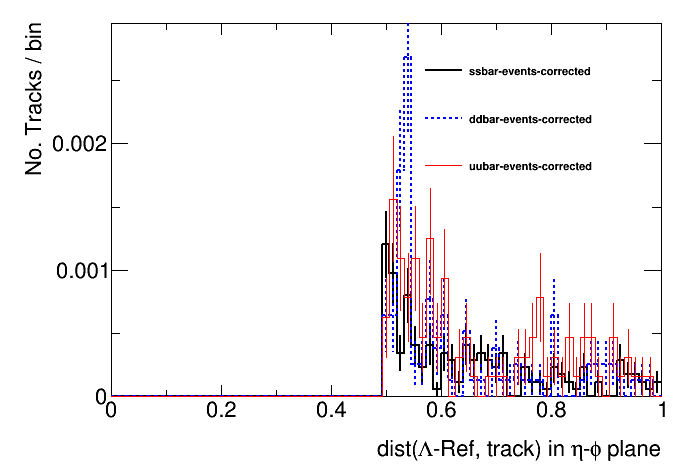 No. Tracks / bin
ssbar-events-corrected
ddbar-events-corrected
uubar-events-corrected
0.002
0.001
0
0 0.2 0.4 0.6 0.8 1
dist(Λ-Ref, track) in η-φ plane